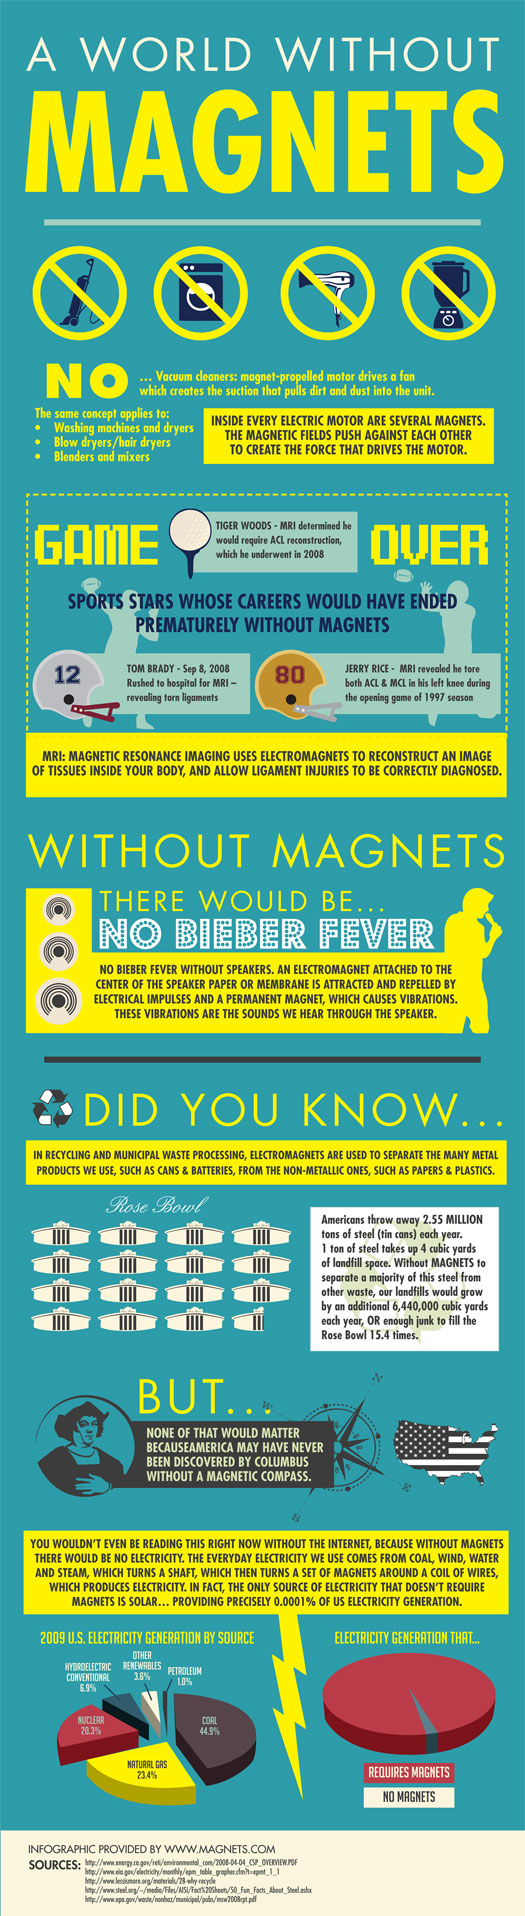 A WORLD WITHOUT
MAGNETS
NO
... Vacuum cleaners: magnet-propelled motor drives a fan
which creates the suction that pulls dirt and dust into the unit.
The same concept applies to:
• Washing machines and dryers
• Blow dryers/hair dryers
• Blenders and mixers
INSIDE EVERY ELECTRIC MOTOR ARE SEVERAL MAGNETS.
THE MAGNETIC FIELDS PUSH AGAINST EACH OTHER
TO CREATE THE FORCE THAT DRIVES THE MOTOR.
GAME
TIGER WOODS - MRI determined he
would require ACL reconstruction,
which he underwent in 2008
OVER
SPORTS STARS WHOSE CAREERS WOULD HAVE ENDED
PREMATURELY WITHOUT MAGNETS
12
TOM BRADY - Sep 8, 2008
Rushed to hospital for MRI –
revealing torn ligaments
80
JERRY RICE - MRI revealed he tore
both ACL & MCL in his left knee during
the opening game of 1997 season
MRI: MAGNETIC RESONANCE IMAGING USES ELECTROMAGNETS TO RECONSTRUCT AN IMAGE
OF TISSUES INSIDE YOUR BODY, AND ALLOW LIGAMENT INJURIES TO BE CORRECTLY DIAGNOSED.
WITHOUT MAGNETS
THERE WOULD BE...
NO BIEBER FEVER
NO BIEBER FEVER WITHOUT SPEAKERS. AN ELECTROMAGNET ATTACHED TO THE
CENTER OF THE SPEAKER PAPER OR MEMBRANE IS ATTRACTED AND REPELLED BY
ELECTRICAL IMPULSES AND A PERMANENT MAGNET, WHICH CAUSES VIBRATIONS.
THESE VIBRATIONS ARE THE SOUNDS WE HEAR THROUGH THE SPEAKER.
DID YOU KNOW...
IN RECYCLING AND MUNICIPAL WASTE PROCESSING, ELECTROMAGNETS ARE USED TO SEPARATE THE MANY METAL
PRODUCTS WE USE, SUCH AS CANS & BATTERIES, FROM THE NON-METALLIC ONES, SUCH AS PAPERS & PLASTICS.
Rose Bowl
Americans throw away 2.55 MILLION
tons of steel (tin cans) each year.
1 ton of steel takes up 4 cubic yards
of landfill space. Without MAGNETS to
separate a majority of this steel from
other waste, our landfills would grow
by an additional 6,440,000 cubic yards
each year, OR enough junk to fill the
Rose Bowl 15.4 times.
BUT...
NONE OF THAT WOULD MATTER
BECAUSEAMERICA MAY HAVE NEVER
BEEN DISCOVERED BY COLUMBUS
WITHOUT A MAGNETIC COMPASS.
YOU WOULDN'T EVEN BE READING THIS RIGHT NOW WITHOUT THE INTERNET, BECAUSE WITHOUT MAGNETS
THERE WOULD BE NO ELECTRICITY. THE EVERYDAY ELECTRICITY WE USE COMES FROM COAL, WIND, WATER
AND STEAM, WHICH TURNS A SHAFT, WHICH THEN TURNS A SET OF MAGNETS AROUND A COIL OF WIRES,
WHICH PRODUCES ELECTRICITY. IN FACT, THE ONLY SOURCE OF ELECTRICITY THAT DOESN'T REQUIRE
MAGNETS IS SOLAR... PROVIDING PRECISELY 0.0001% OF US ELECTRICITY GENERATION.
2009 U.S. ELECTRICITY GENERATION BY SOURCE
HYDROELECTRIC
CONVENTIONAL
6.9%
OTHER
RENEWABLES
3.6%
PETROLEUM
1.0%
NUCLEAR
20.3%
COAL
44.9%
NATURAL GAS
23.4%
ELECTRICITY GENERATION THAT...
REQUIRES MAGNETS
NO MAGNETS
INFOGRAPHIC PROVIDED BY WWW.MAGNETS.COM
SOURCES:
http://www.energy.ca.gov/reti/environmental_com/2008-04-04_CSP_OVERVIEW.PDF
http://www.eia.gov/electricity/monthly/epm_table_grapher.cfm?t=epmt_1_1
http://www.lessismore.org/materials/28-why-recycle
http://www.steel.org/~/media/Files/AISI/Fact%20Sheets/50_Fun_Facts_About_Steel.ashx
http://www.epa.gov/waste/nonhaz/municipal/pubs/msw2008rpt.pdf